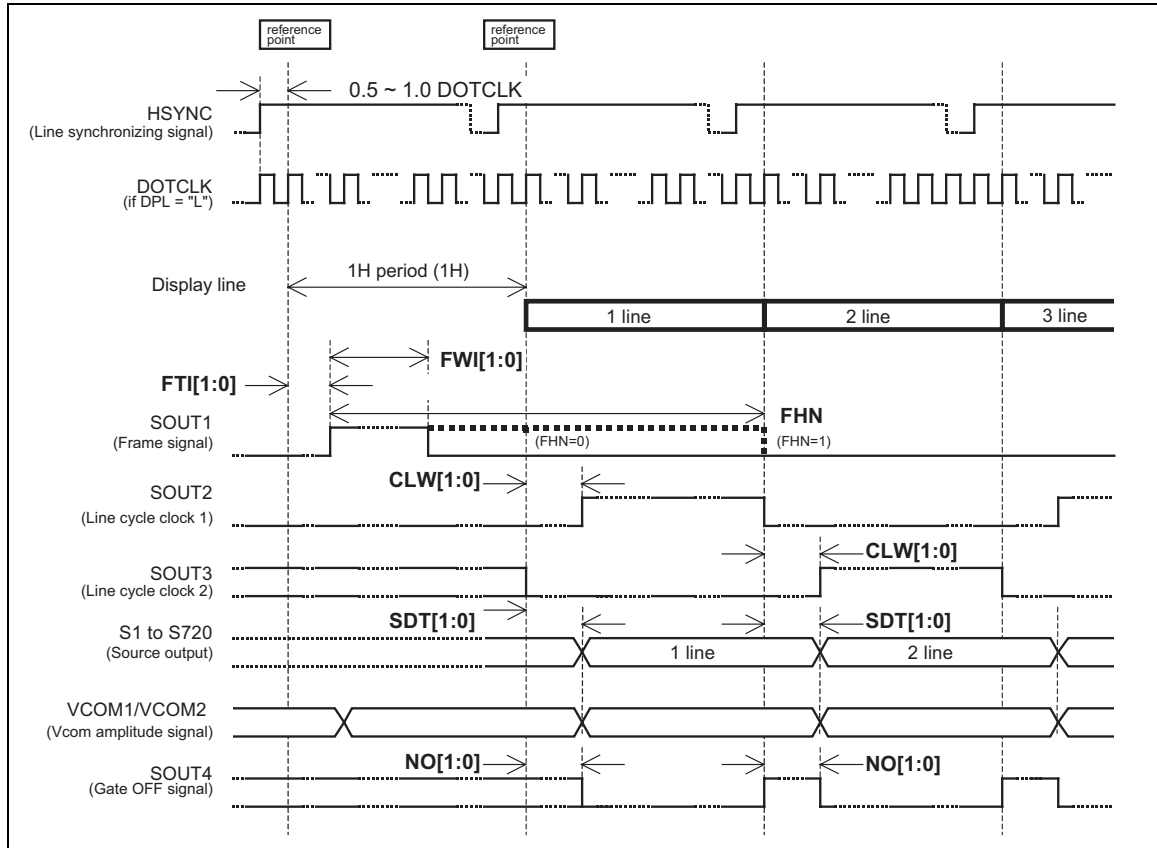 reference
point
reference
point
0.5 ~ 1.0 DOTCLK
HSYNC
(Line synchronizing signal)
DOTCLK
(if DPL = "L")
1H period (1H)
Display line
1 line
2 line
3 line
FWI[1:0]
FTI[1:0]
SOUT1
(Frame signal)
FHN
(FHN=0)
(FHN=1)
CLW[1:0]
SOUT2
(Line cycle clock 1)
CLW[1:0]
SOUT3
(Line cycle clock 2)
SDT[1:0]
SDT[1:0]
S1 to S720
(Source output)
1 line
2 line
VCOM1/VCOM2
(Vcom amplitude signal)
NO[1:0]
NO[1:0]
SOUT4
(Gate OFF signal)